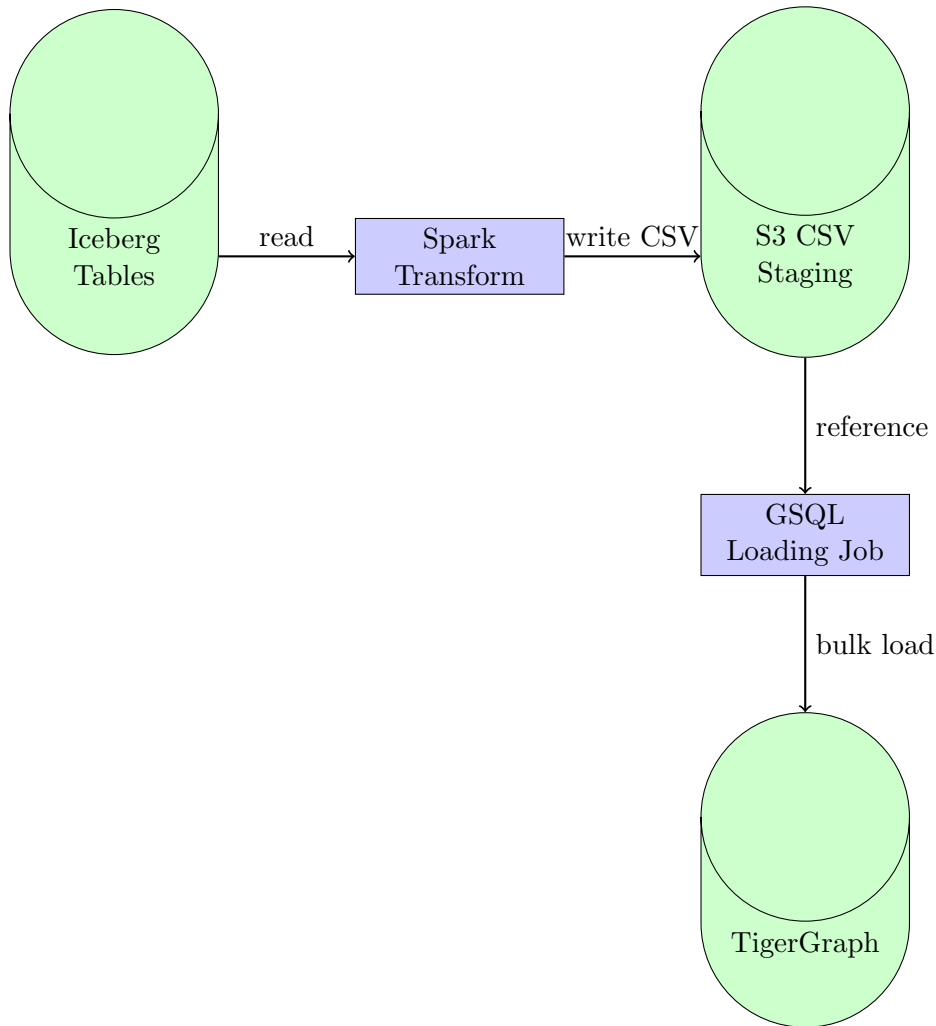 Iceberg
Tables
read
Spark
Transform
write CSV
S3 CSV
Staging
reference
GSQL
Loading Job
bulk load
TigerGraph